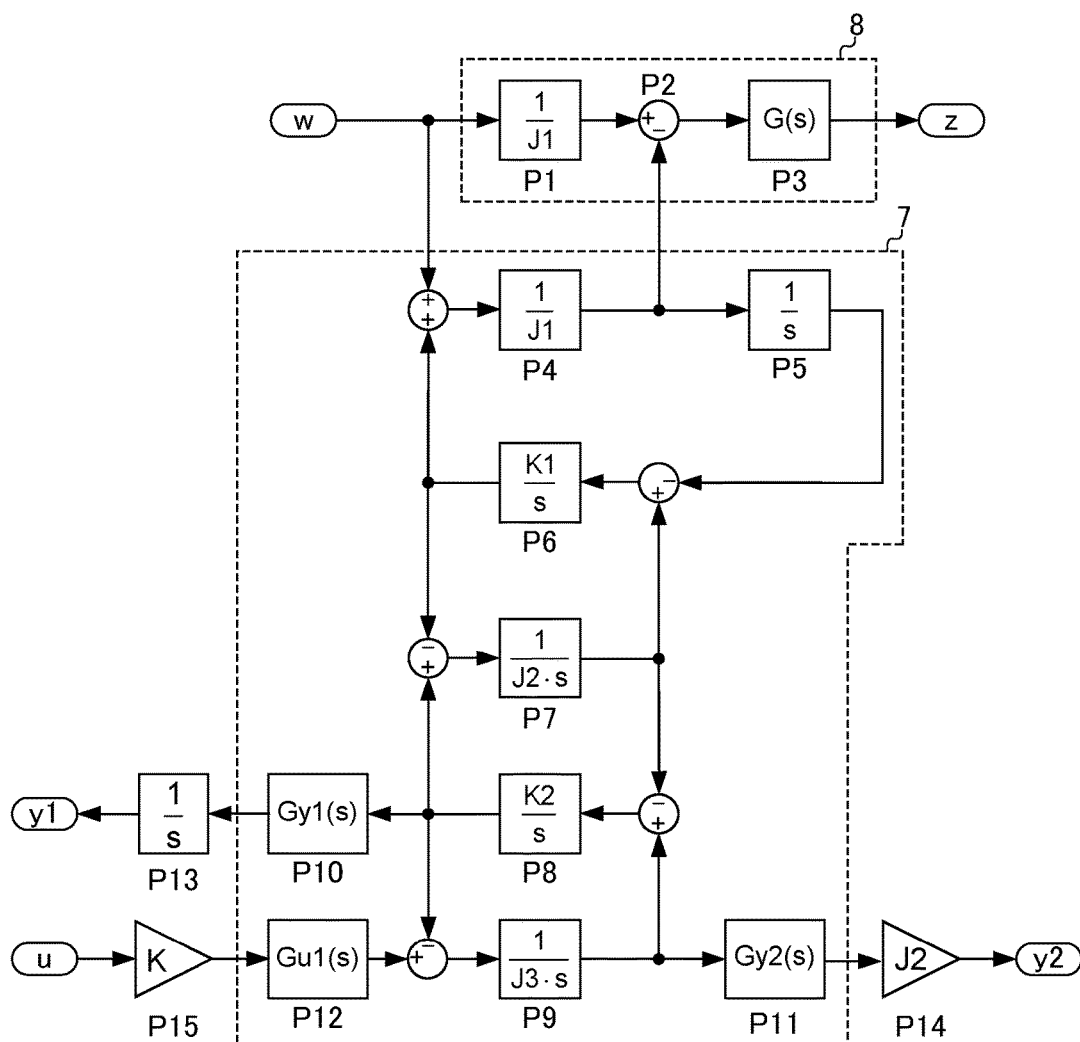 8
w
1
J1
P1
P2
+
−
G(s)
P3
z
7
+
+
1
J1
P4
1
s
P5
K1
s
P6
−
+
−
+
1
J2·s
P7
y1
1
s
P13
Gy1(s)
P10
K2
s
P8
−
+
u
K
P15
Gu1(s)
P12
+
−
1
J3·s
P9
Gy2(s)
P11
J2
P14
y2